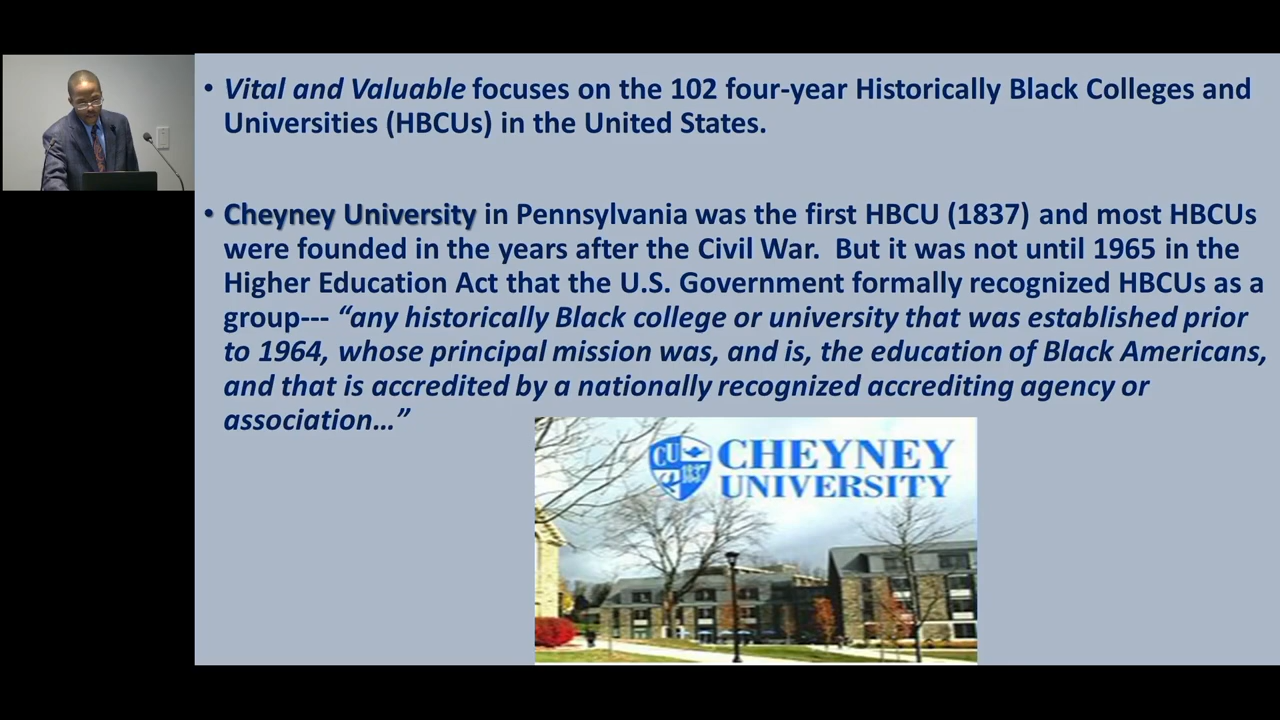 • Vital and Valuable focuses on the 102 four-year Historically Black Colleges and
Universities (HBCUs) in the United States.
• Cheyney University in Pennsylvania was the first HBCU (1837) and most HBCUs
were founded in the years after the Civil War.  But it was not until 1965 in the
Higher Education Act that the U.S. Government formally recognized HBCUs as a
group--- “any historically Black college or university that was established prior
to 1964, whose principal mission was, and is, the education of Black Americans,
and that is accredited by a nationally recognized accrediting agency or
association…”
CU
1837
CHEYNEY
UNIVERSITY